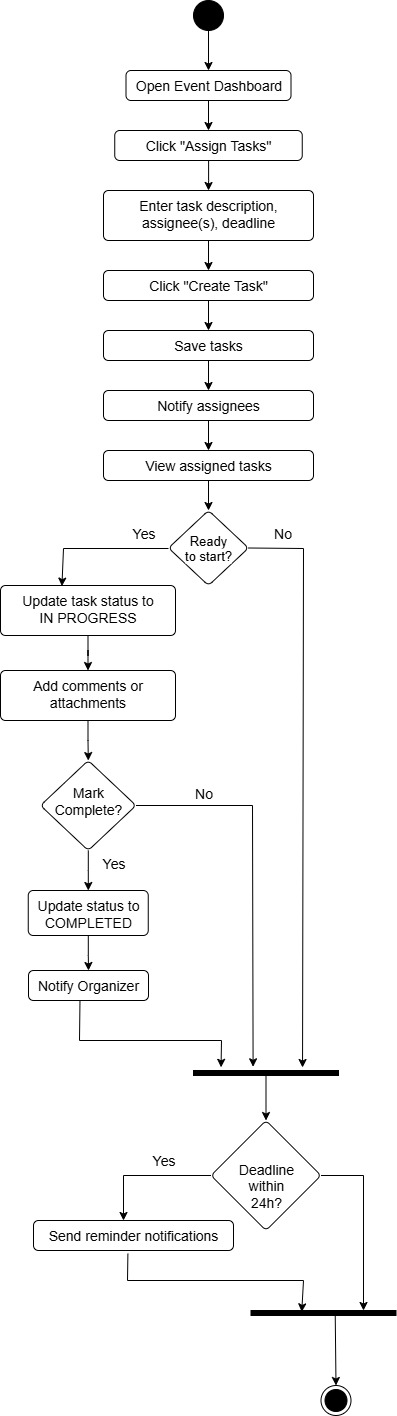 Open Event Dashboard
Click "Assign Tasks"
Enter task description,
assignee(s), deadline
Click "Create Task"
Save tasks
Notify assignees
View assigned tasks
Ready
to start?
Yes
No
Update task status to
IN PROGRESS
Add comments or
attachments
Mark
Complete?
No
Yes
Update status to
COMPLETED
Notify Organizer
Deadline
within
24h?
Yes
Send reminder notifications